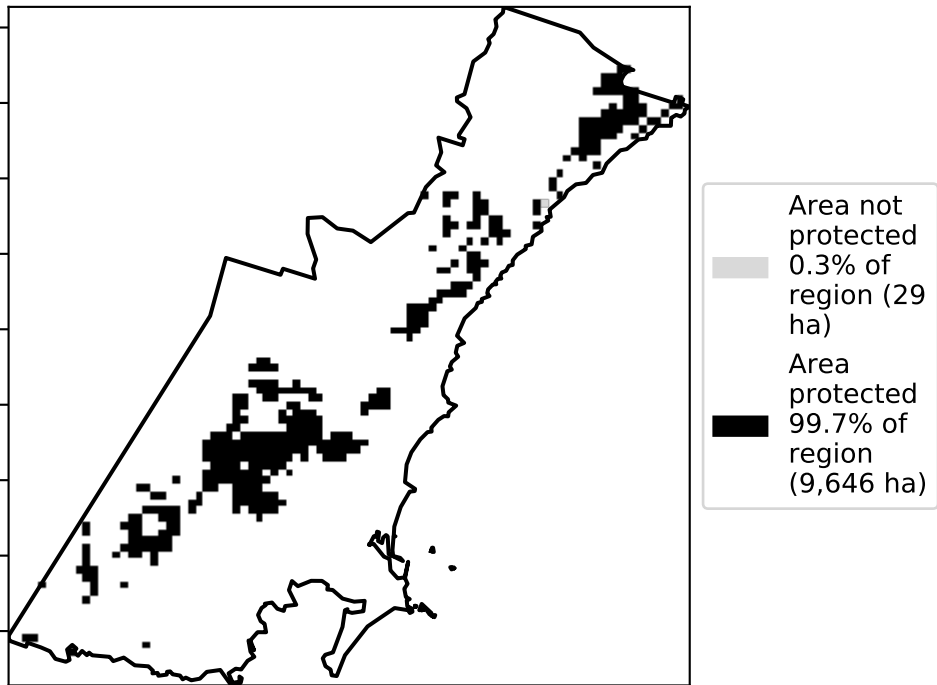 Area not
protected
0.3% of
region (29
ha)
Area
protected
99.7% of
region
(9,646 ha)